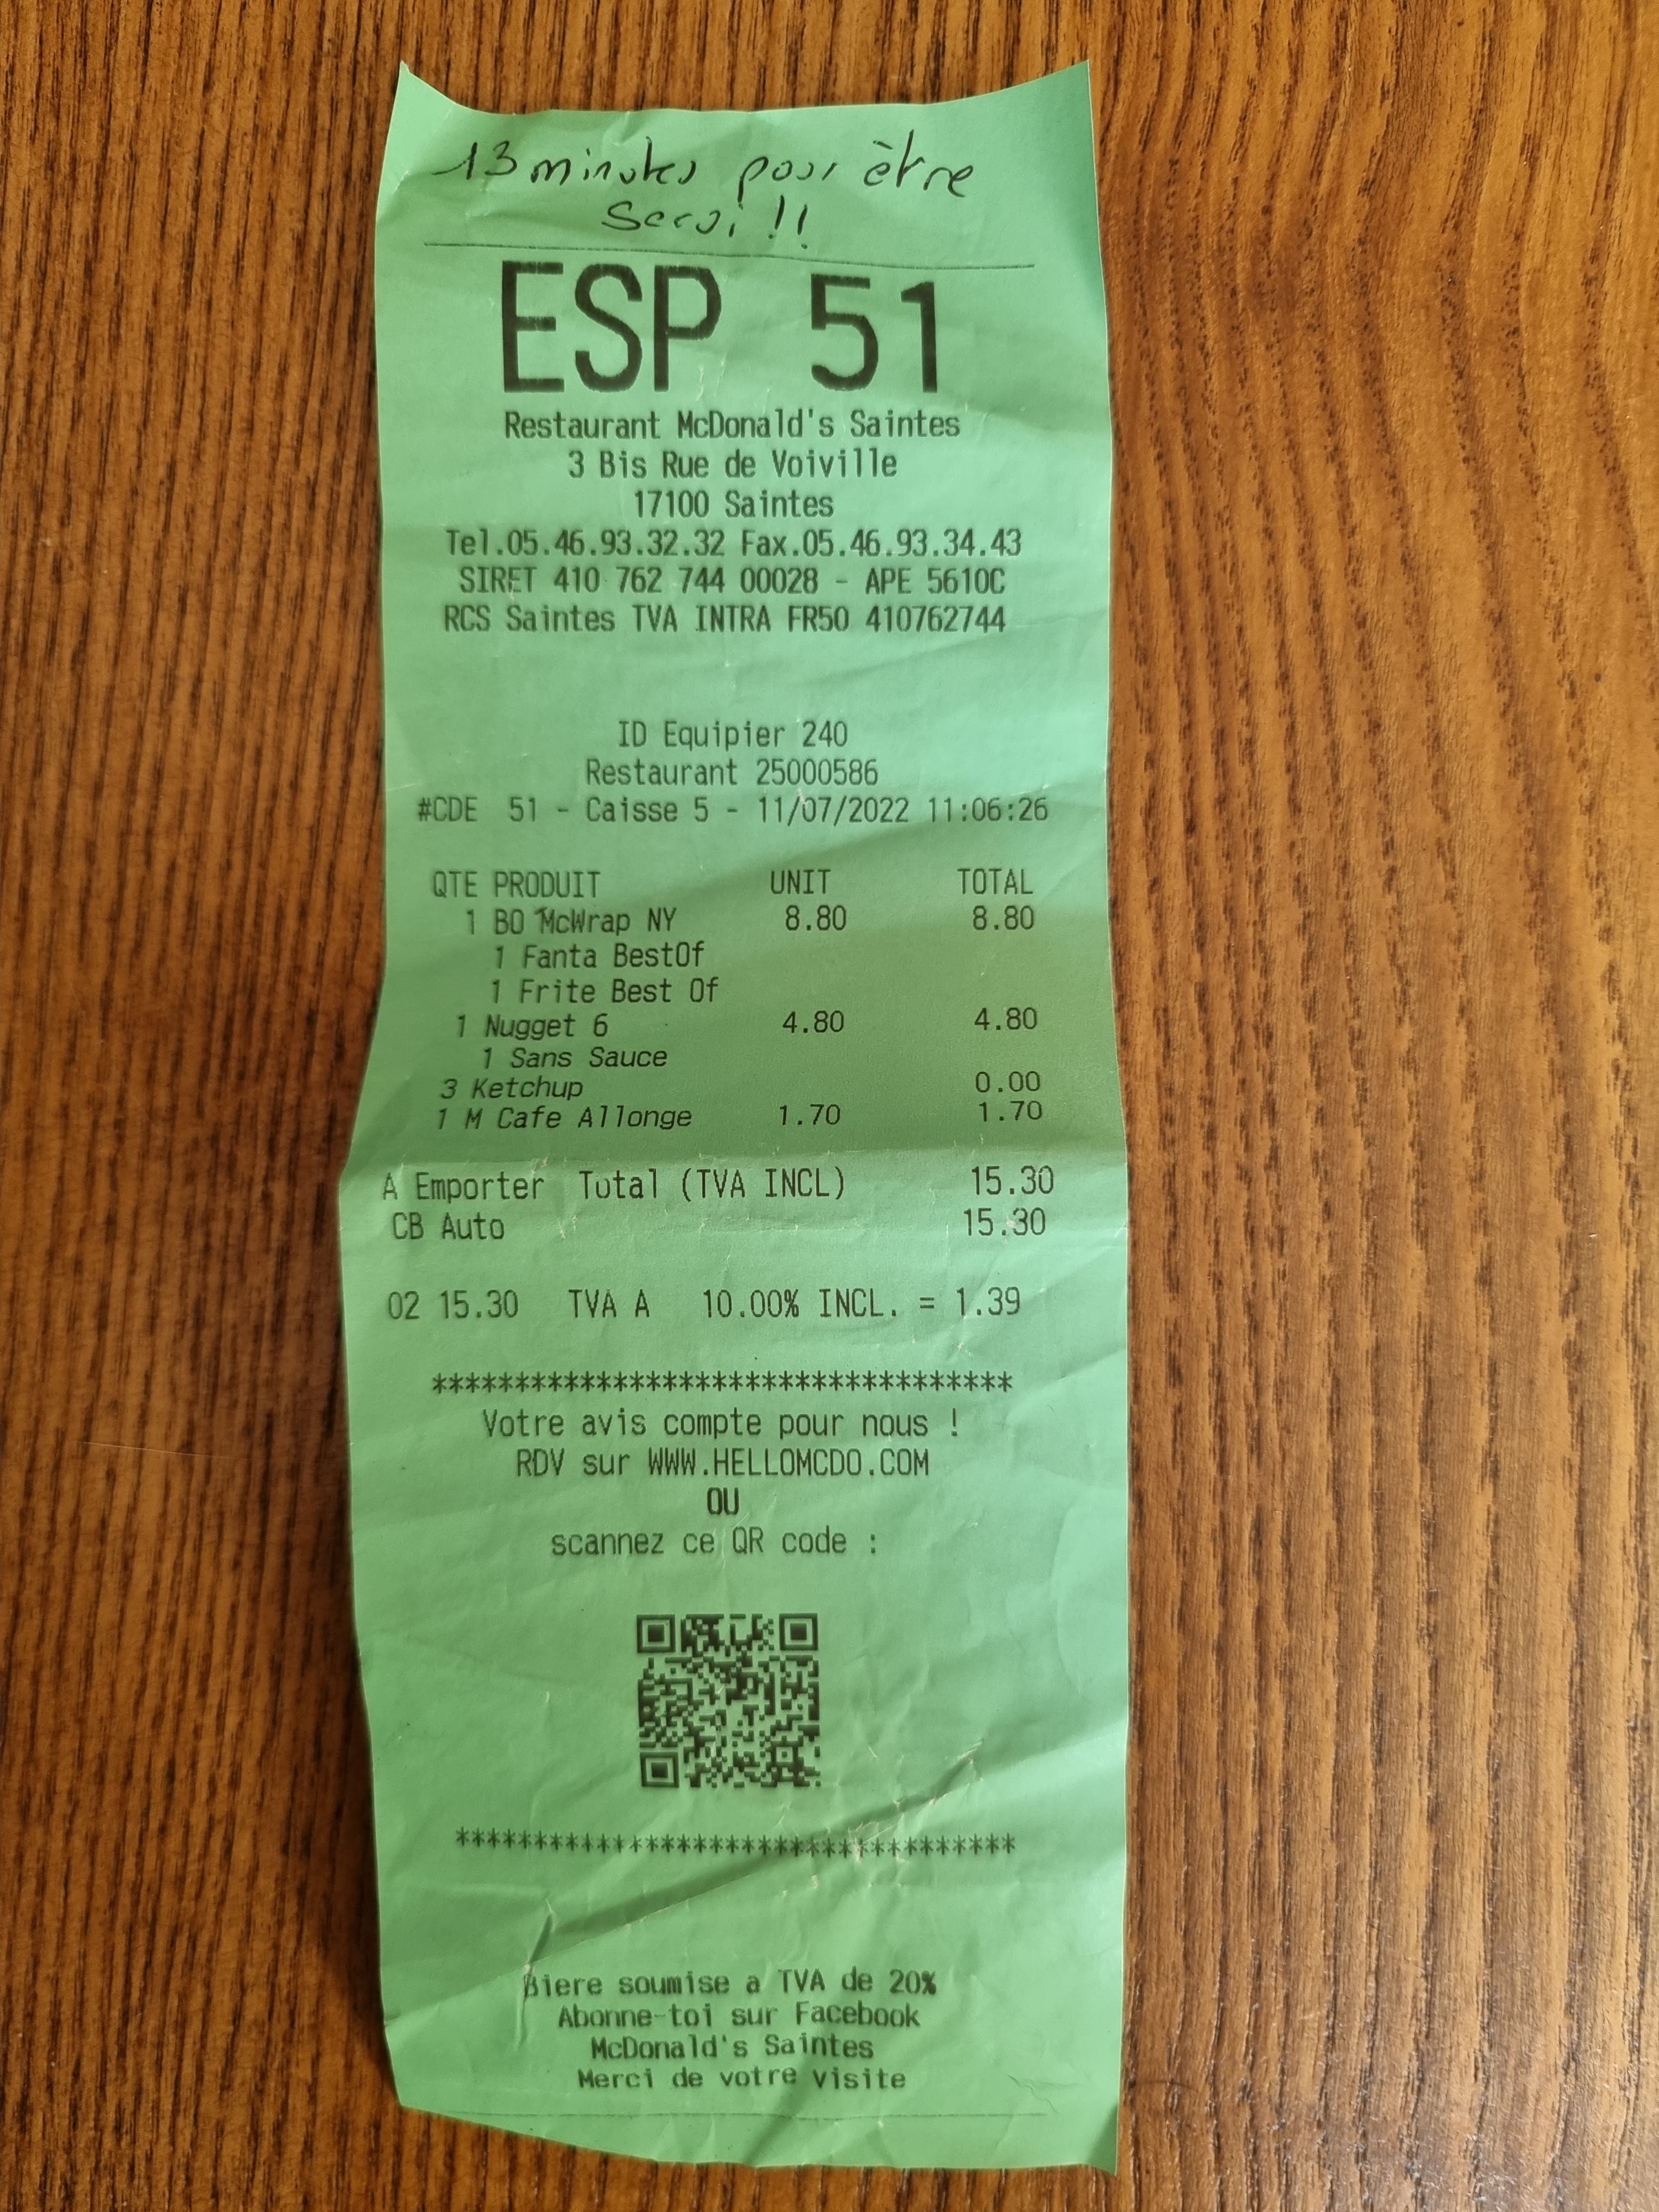 13 minutes pour être
servi !!
ESP 51
Restaurant McDonald's Saintes
3 Bis Rue de Voiville
17100 Saintes
Tel.05.46.93.32.32 Fax.05.46.93.34.43
SIRET 410 762 744 00028 - APE 5610C
RCS Saintes TVA INTRA FR50 410762744
ID Equipier 240
Restaurant 25000586
#CDE 51 - Caisse 5 - 11/07/2022 11:06:26
QTE PRODUIT UNIT TOTAL
1 BO McWrap NY 8.80 8.80
1 Fanta BestOf
1 Frite Best Of
1 Nugget 6 4.80 4.80
1 Sans Sauce
3 Ketchup 0.00
1 M Cafe Allonge 1.70 1.70
A Emporter Total (TVA INCL) 15.30
CB Auto 15.30
02 15.30 TVA A 10.00% INCL. = 1.39
************************************
Votre avis compte pour nous !
RDV sur WWW.HELLOMCDO.COM
OU
scannez ce QR code :
************************************
Biere soumise a TVA de 20%
Abonne-toi sur Facebook
McDonald's Saintes
Merci de votre visite